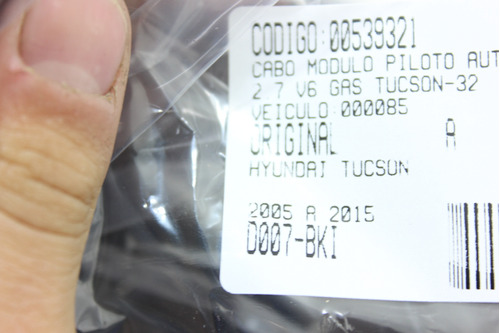 CODIGO:00539321
CABO MODULO PILOTO AUT
2.7 V6 GAS TUCSON-32
VEICULO:000085
ORIGINAL A
HYUNDAI TUCSON
2005 A 2015
D007-BKI